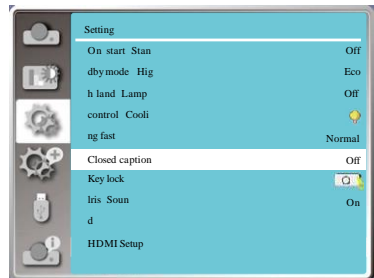 Setting
On start Stan Off
dbymode Hig Eco
h land Lamp Off
control Cooli
ng fast Normal
Closed caption Off
Key lock
lris Soun On
d
HDMI Setup